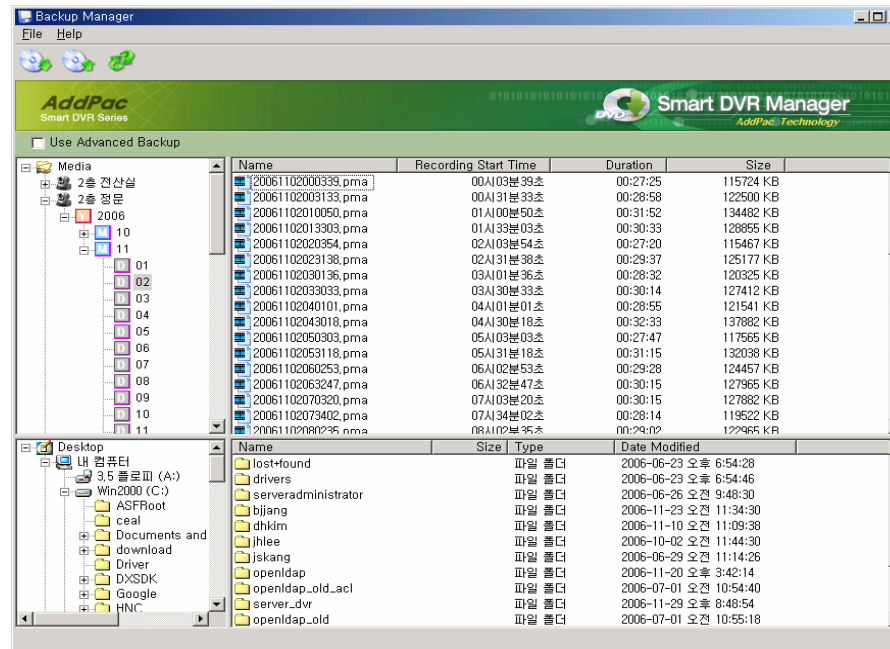 Backup Manager
File Help
AddPac
Smart DVR Series
Smart DVR Manager
AddPac Technology
DVD
Use Advanced Backup
Media
2층 전산실
2층 정문
2006
10
11
01
02
03
04
05
06
07
08
09
10
11
Name Recording Start Time Duration Size
20061102000339.pma 00시03분39초 00:27:25 115724 KB
20061102003133.pma 00시31분33초 00:28:58 122500 KB
20061102010050.pma 01시00분50초 00:31:52 134482 KB
20061102013303.pma 01시33분03초 00:30:33 128855 KB
20061102020354.pma 02시03분54초 00:27:20 115467 KB
20061102023138.pma 02시31분38초 00:29:37 125177 KB
20061102030136.pma 03시01분36초 00:28:32 120325 KB
20061102033033.pma 03시30분33초 00:30:14 127412 KB
20061102040101.pma 04시01분01초 00:28:55 121541 KB
20061102043018.pma 04시30분18초 00:32:33 137882 KB
20061102050303.pma 05시03분03초 00:27:47 117565 KB
20061102053118.pma 05시31분18초 00:31:15 132038 KB
20061102060253.pma 06시02분53초 00:29:28 124457 KB
20061102063247.pma 06시32분47초 00:30:15 127965 KB
20061102070320.pma 07시03분20초 00:30:15 127882 KB
20061102073402.pma 07시34분02초 00:28:14 119522 KB
20061102080235.pma 08시02분35초 00:29:02 122965 KB
Desktop
내 컴퓨터
3.5 플로피 (A:)
Win2000 (C:)
ASFRoot
ceal
Documents and
download
Driver
DXSDK
Google
HNC
Name Size Type Date Modified
lost+found 파일 폴더 2006-06-23 오후 6:54:28
drivers 파일 폴더 2006-06-23 오후 6:54:46
serveradministrator 파일 폴더 2006-06-26 오전 9:48:30
bjjang 파일 폴더 2006-11-23 오전 11:34:30
dhkim 파일 폴더 2006-11-10 오전 11:09:38
jhlee 파일 폴더 2006-10-02 오전 11:44:30
jskang 파일 폴더 2006-06-29 오전 11:14:26
openldap 파일 폴더 2006-11-20 오후 3:42:14
openldap_old_acl 파일 폴더 2006-07-01 오전 10:54:40
server_dvr 파일 폴더 2006-11-29 오후 8:48:54
openldap_old 파일 폴더 2006-07-01 오전 10:55:18